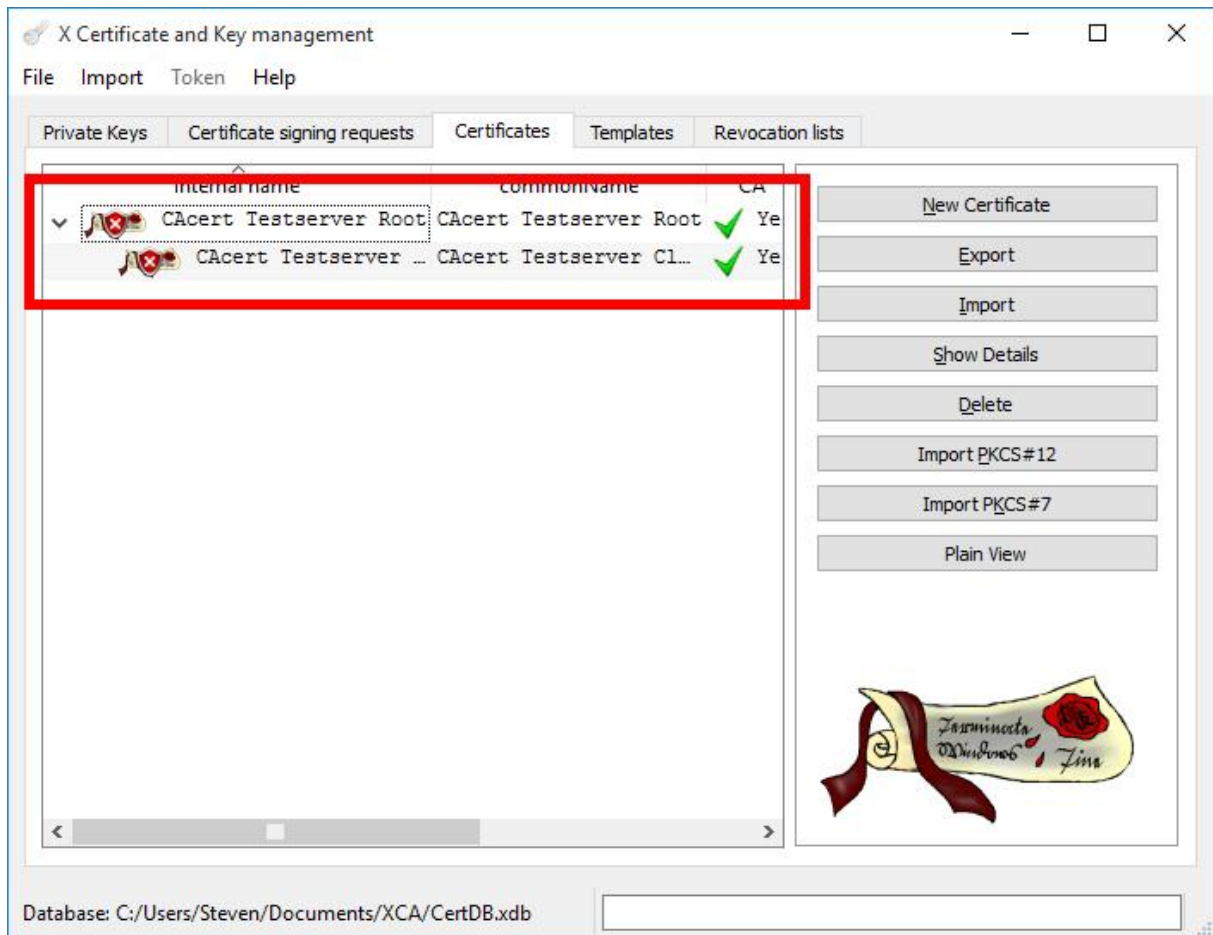 X Certificate and Key management
File Import Token Help
Private Keys Certificate signing requests Certificates Templates Revocation lists
Internal name commonName CA
CAcert Testserver Root CAcert Testserver Root Ye
CAcert Testserver … CAcert Testserver Cl… Ye
New Certificate
Export
Import
Show Details
Delete
Import PKCS#12
Import PKCS#7
Plain View
Database: C:/Users/Steven/Documents/XCA/CertDB.xdb